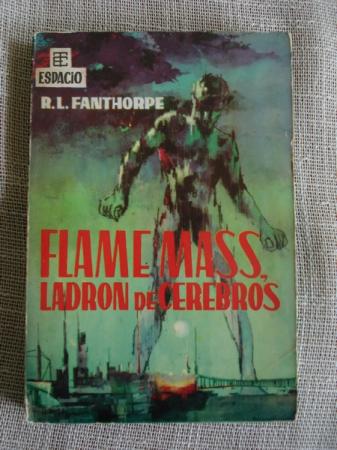 ESPACIO
R.L. FANTHORPE
FLAME MASS,
LADRON DE CEREBROS